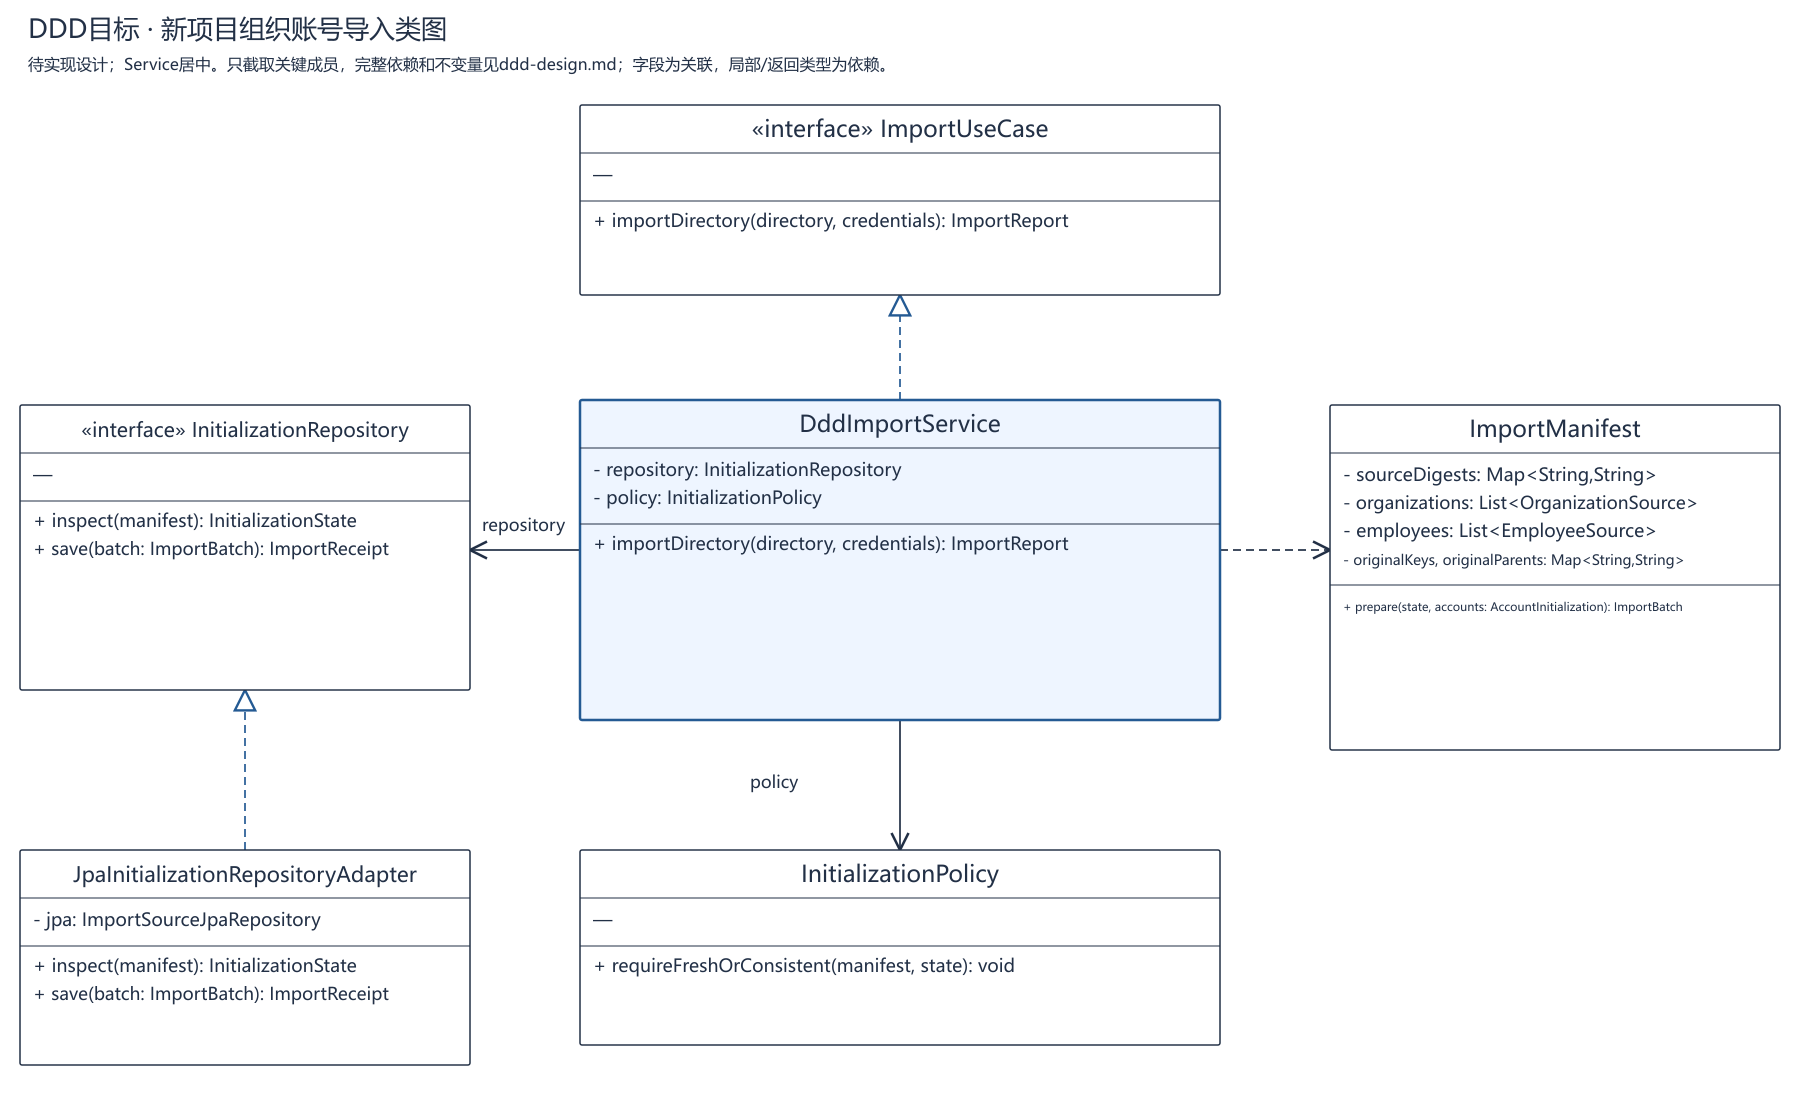 DDD目标 · 新项目组织账号导入类图
待实现设计；Service居中。只截取关键成员，完整依赖和不变量见ddd-design.md；字段为关联，局部/返回类型为依赖。
«interface» ImportUseCase
—
+ importDirectory(directory, credentials): ImportReport
«interface» InitializationRepository
—
+ inspect(manifest): InitializationState
+ save(batch: ImportBatch): ImportReceipt
repository
DddImportService
- repository: InitializationRepository
- policy: InitializationPolicy
+ importDirectory(directory, credentials): ImportReport
ImportManifest
- sourceDigests: Map<String,String>
- organizations: List<OrganizationSource>
- employees: List<EmployeeSource>
- originalKeys, originalParents: Map<String,String>
+ prepare(state, accounts: AccountInitialization): ImportBatch
policy
JpaInitializationRepositoryAdapter
- jpa: ImportSourceJpaRepository
+ inspect(manifest): InitializationState
+ save(batch: ImportBatch): ImportReceipt
InitializationPolicy
—
+ requireFreshOrConsistent(manifest, state): void